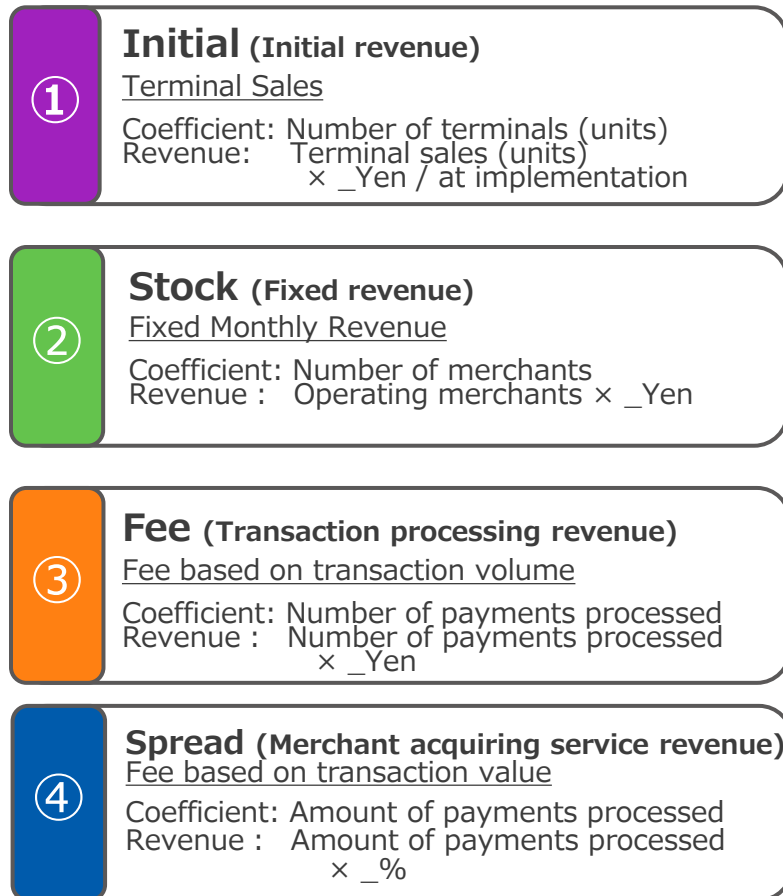 ①
Initial (Initial revenue)
Terminal Sales
Coefficient: Number of terminals (units)
Revenue: Terminal sales (units)
× _Yen / at implementation
②
Stock (Fixed revenue)
Fixed Monthly Revenue
Coefficient: Number of merchants
Revenue : Operating merchants × _Yen
③
Fee (Transaction processing revenue)
Fee based on transaction volume
Coefficient: Number of payments processed
Revenue : Number of payments processed
× _Yen
④
Spread (Merchant acquiring service revenue)
Fee based on transaction value
Coefficient: Amount of payments processed
Revenue : Amount of payments processed
× _%